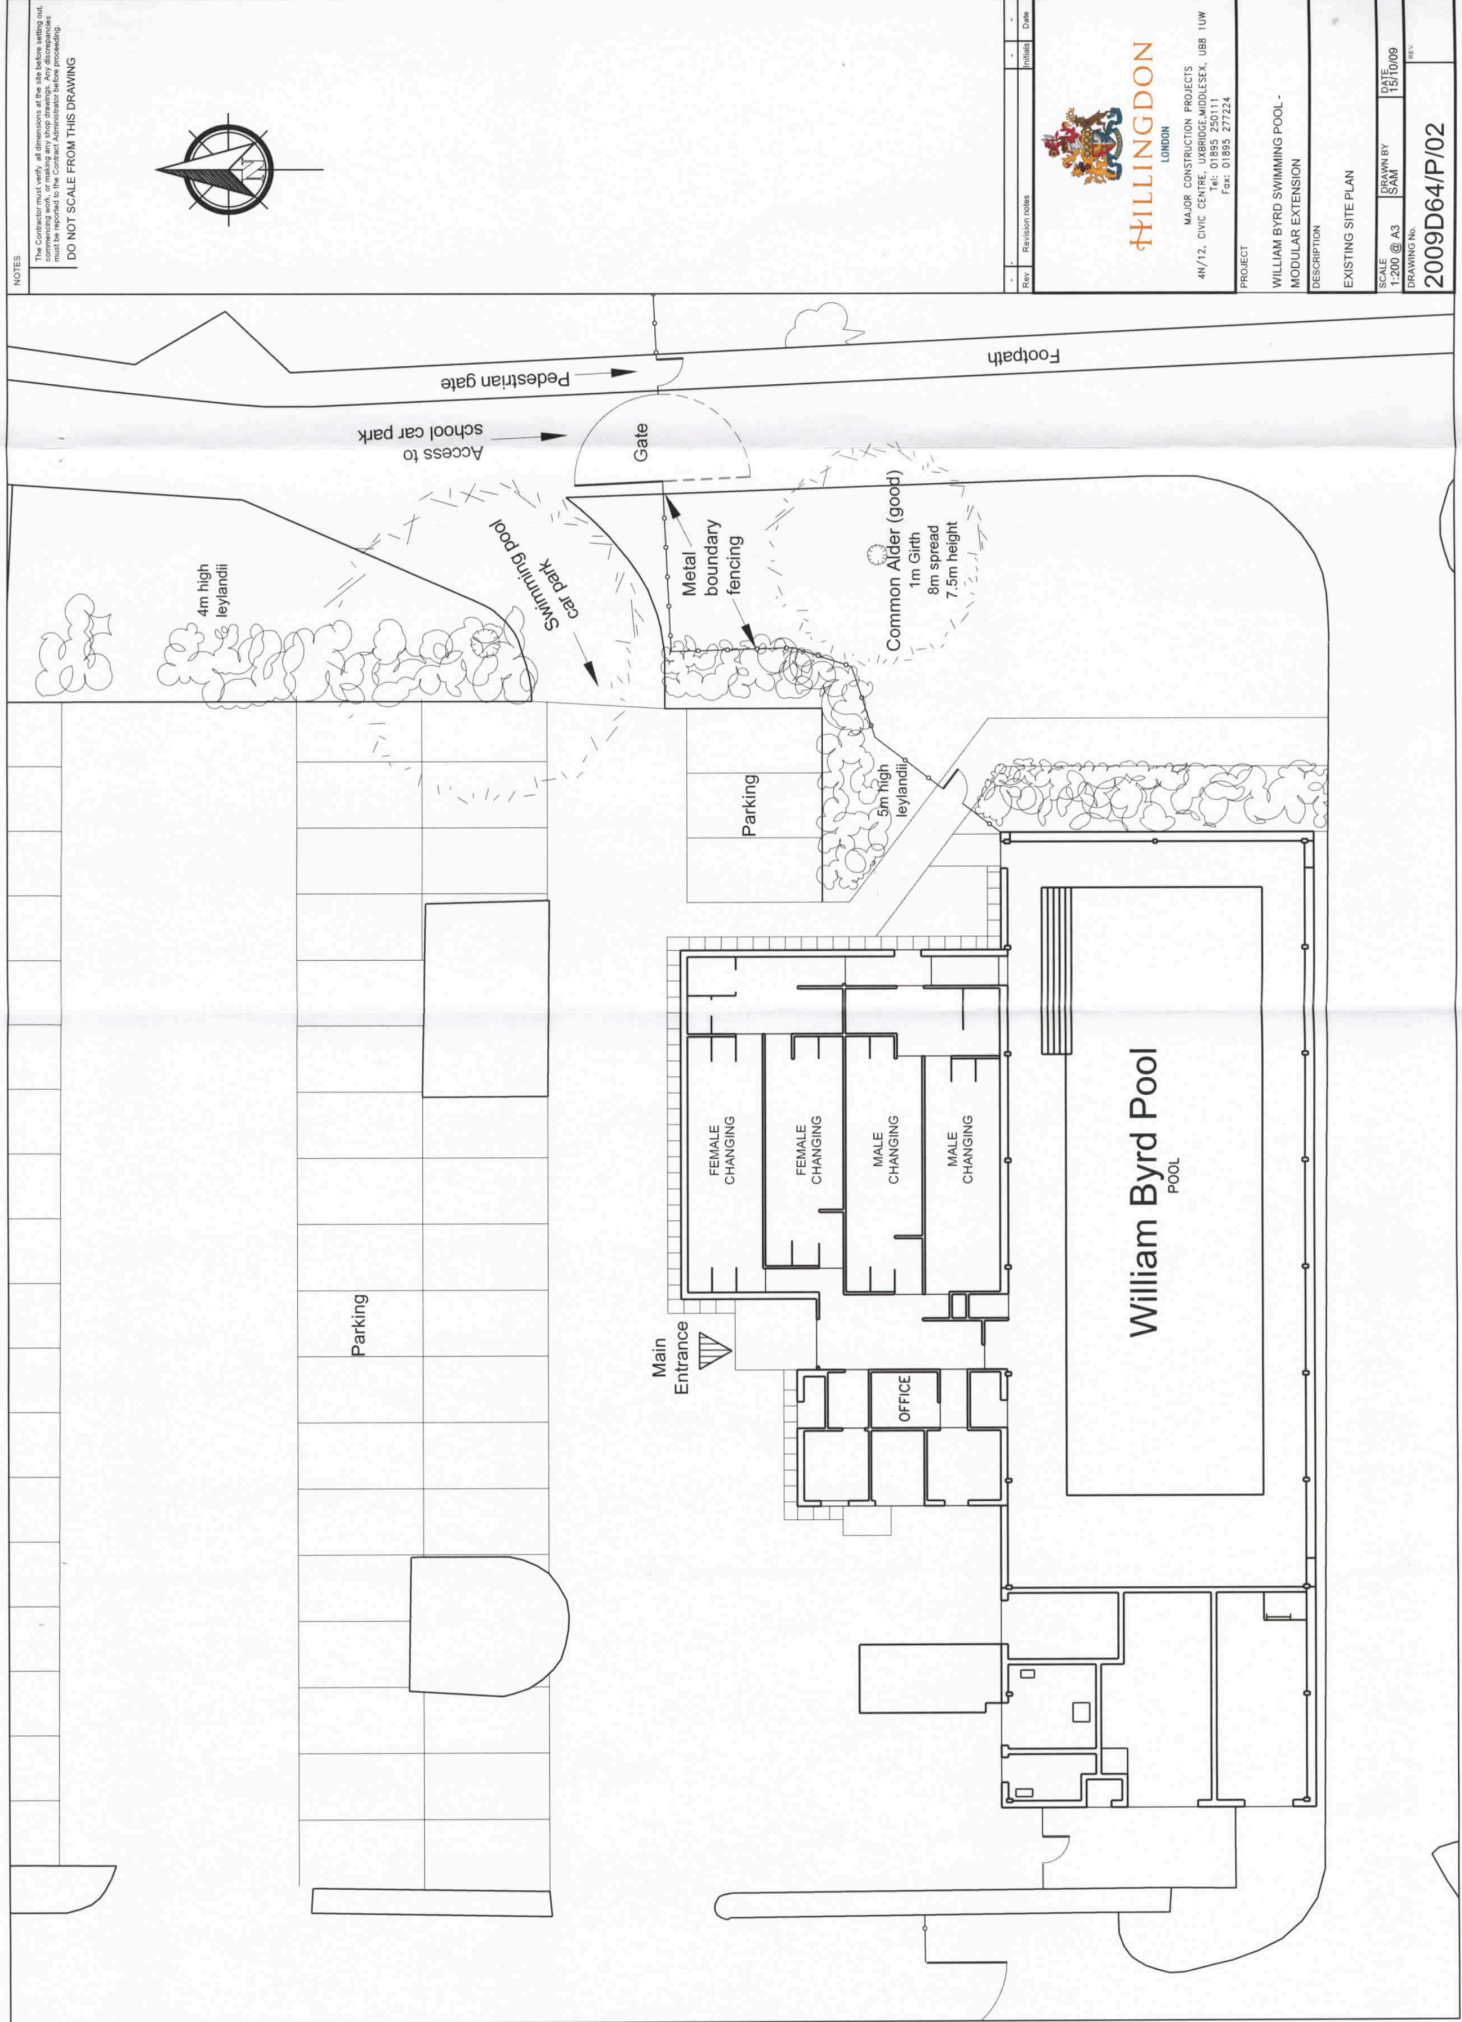 NOTES
The Contractor must verify all dimensions at the site before setting out,
commencing work, or making any shop drawings. Any discrepancies
must be reported to the Contract Administrator before proceeding.
DO NOT SCALE FROM THIS DRAWING
N
4m high
leylandii
Access to
school car park
Pedestrian gate
Swimming pool
car park
Gate
Metal
boundary
fencing
Footpath
Common Alder (good)
1m Girth
8m spread
7.5m height
Parking
5m high
leylandii
Parking
Main
Entrance
FEMALE
CHANGING
FEMALE
CHANGING
MALE
CHANGING
MALE
CHANGING
OFFICE
William Byrd Pool
POOL
- - - -
Rev Revision notes Initials Date
HILLINGDON
LONDON
MAJOR CONSTRUCTION PROJECTS
4N/12, CIVIC CENTRE, UXBRIDGE,MIDDLESEX, UB8 1UW
Tel: 01895 250111
Fax: 01895 277224
PROJECT
WILLIAM BYRD SWIMMING POOL -
MODULAR EXTENSION
DESCRIPTION
EXISTING SITE PLAN
SCALE
1:200 @ A3
DRAWN BY
SAM
DATE
15/10/09
DRAWING No.
2009D64/P/02
REV.